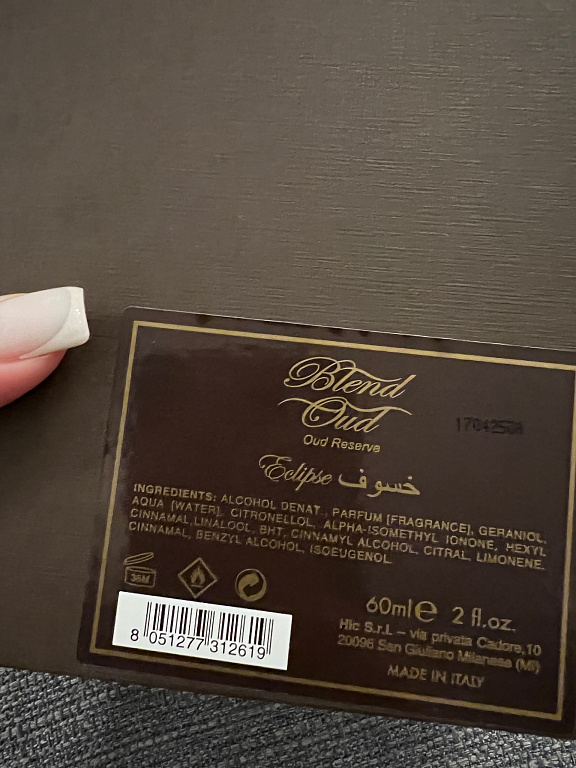 Blend
Oud
Oud Reserve
Eclipse خسوف
INGREDIENTS: ALCOHOL DENAT., PARFUM [FRAGRANCE], GERANIOL,
AQUA [WATER], CITRONELLOL, ALPHA-ISOMETHYL IONONE, HEXYL
CINNAMAL, LINALOOL, BHT, CINNAMYL ALCOHOL, CITRAL, LIMONENE,
CINNAMAL, BENZYL ALCOHOL, ISOEUGENOL.
36M
60ml e 2 fl.oz.
Hic S.r.l. – via privata Cadore,10
20098 San Giuliano Milanese (MI)
MADE IN ITALY
8 051277 312619